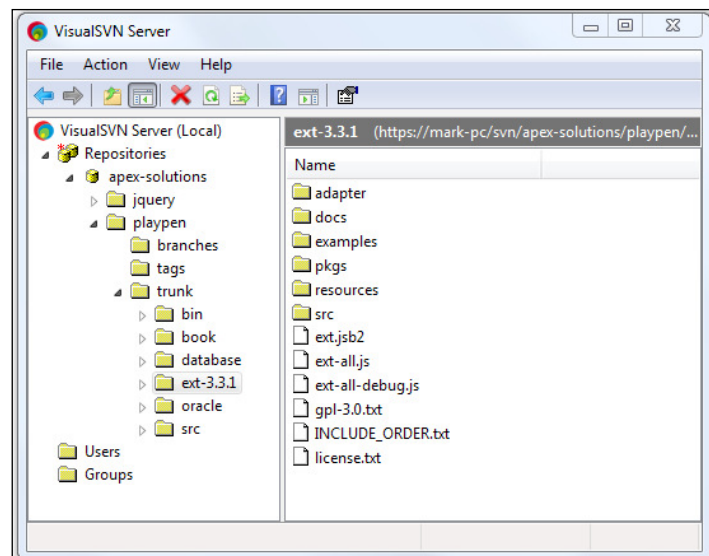 VisualSVN Server
File Action View Help
VisualSVN Server (Local)
Repositories
apex-solutions
jquery
playpen
branches
tags
trunk
bin
book
database
ext-3.3.1
oracle
src
Users
Groups
ext-3.3.1 (https://mark-pc/svn/apex-solutions/playpen/...
Name
adapter
docs
examples
pkgs
resources
src
ext.jsb2
ext-all.js
ext-all-debug.js
gpl-3.0.txt
INCLUDE_ORDER.txt
license.txt